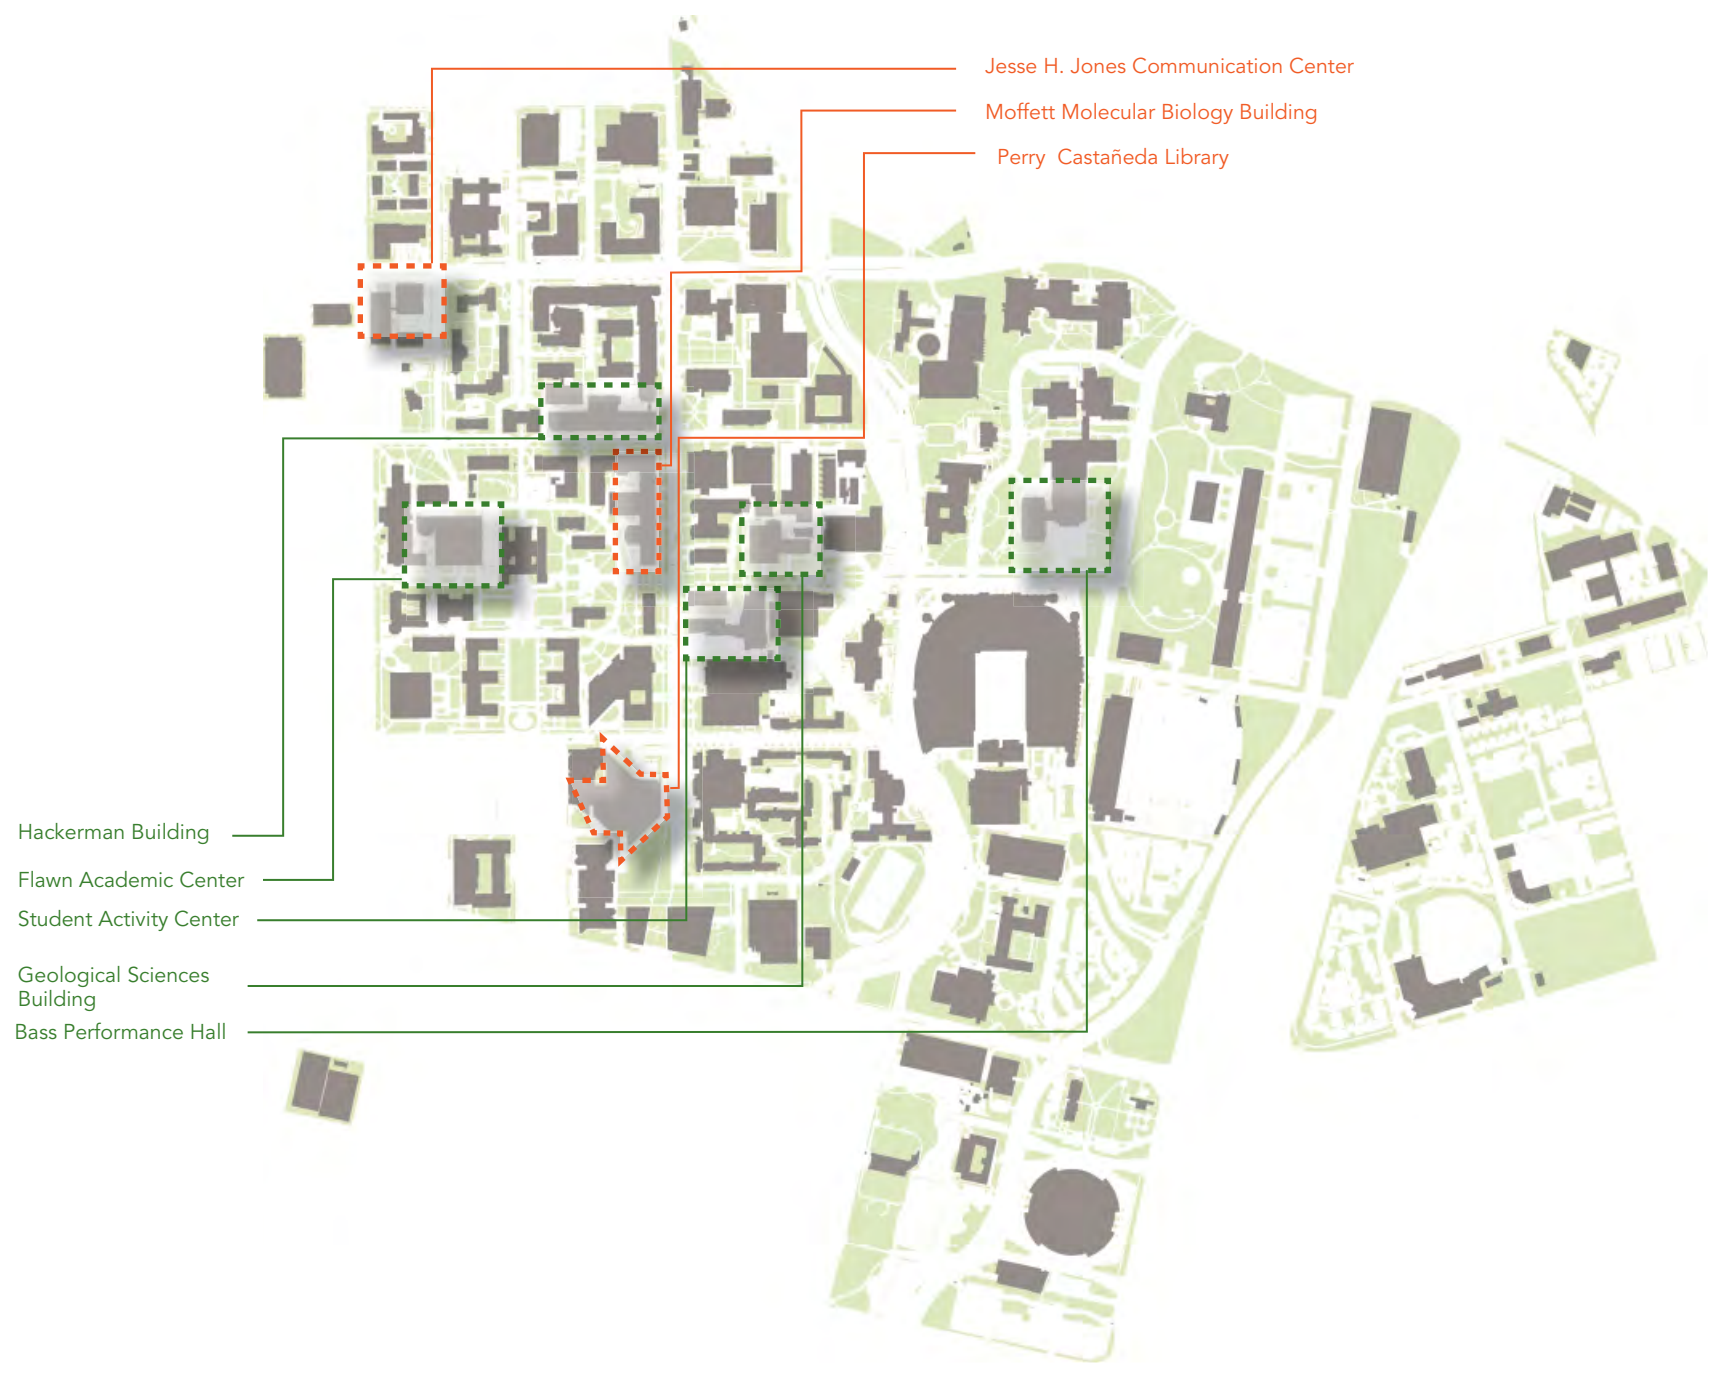 Jesse H. Jones Communication Center
Moffett Molecular Biology Building
Perry  Castañeda Library
Hackerman Building
Flawn Academic Center
Student Activity Center
Geological Sciences
Building
Bass Performance Hall